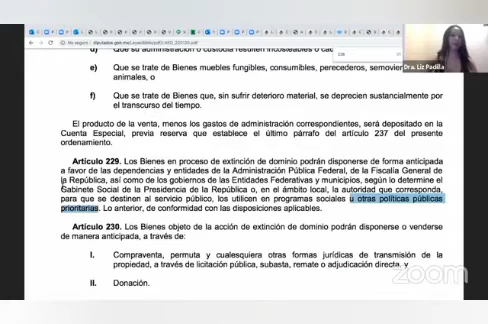 diputados.gob.mx
Dra. Liz Padilla
d) Que su administración o custodia resulten incosteables o
e) Que se trate de Bienes muebles fungibles, consumibles, perecederos,
animales, o
f) Que se trate de Bienes que, sin sufrir deterioro material, se deprecien sustancialmente por
el transcurso del tiempo.
El producto de la venta, menos los gastos de administración correspondientes, será depositado en la
Cuenta Especial, previa reserva que establece el último párrafo del artículo 237 del presente
ordenamiento.
Artículo 229. Los Bienes en proceso de extinción de dominio podrán disponerse de forma anticipada
a favor de las dependencias y entidades de la Administración Pública Federal, de la Fiscalía General de
la República, así como de los gobiernos de las Entidades Federativas y municipios, según lo determine el
Gabinete Social de la Presidencia de la República o, en el ámbito local, la autoridad que corresponda,
para que se destinen al servicio público, los utilicen en programas sociales u otras políticas públicas
prioritarias. Lo anterior, de conformidad con las disposiciones aplicables.
Artículo 230. Los Bienes objeto de la acción de extinción de dominio podrán disponerse o venderse
de manera anticipada, a través de:
I. Compraventa, permuta y cualesquiera otras formas jurídicas de transmisión de la
propiedad, a través de licitación pública, subasta, remate o adjudicación directa, y
II. Donación.
zoom